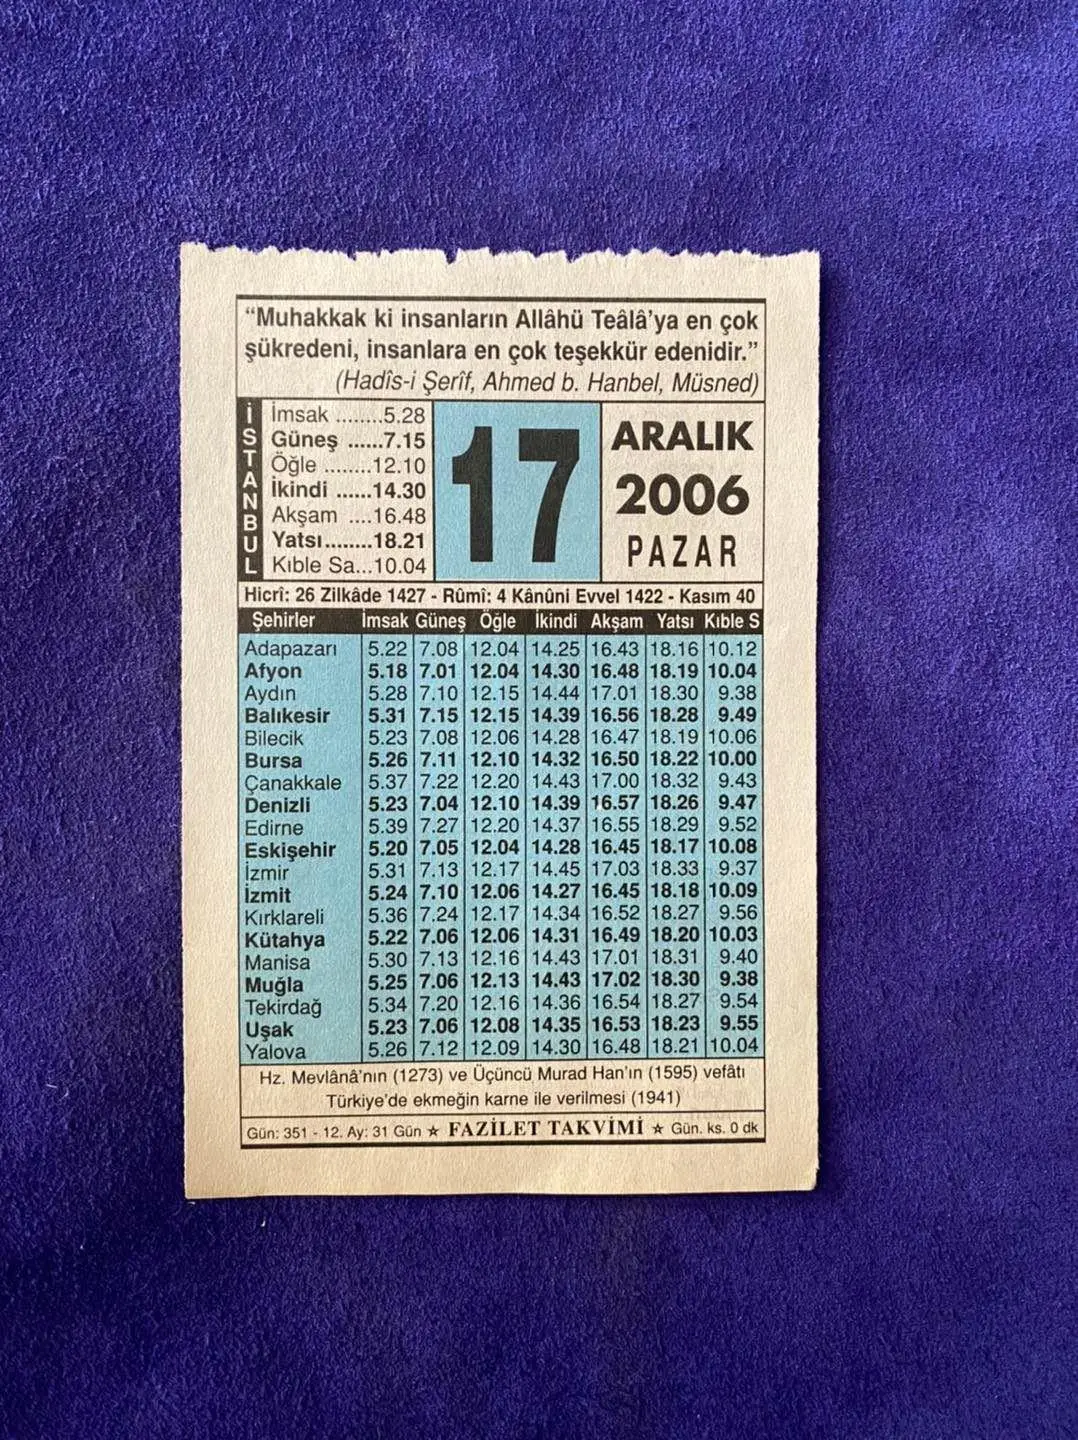 “Muhakkak ki insanların Allâhü Teâlâ’ya en çok
şükredeni, insanlara en çok teşekkür edenidir.”
(Hadîs-i Şerîf, Ahmed b. Hanbel, Müsned)
İSTANBUL
İmsak ........5.28
Güneş ......7.15
Öğle ........12.10
İkindi ......14.30
Akşam ....16.48
Yatsı........18.21
Kıble Sa...10.04
17
ARALIK
2006
PAZAR
Hicrî: 26 Zilkâde 1427 - Rûmî: 4 Kânûni Evvel 1422 - Kasım 40
Şehirler İmsak Güneş Öğle İkindi Akşam Yatsı Kıble S
Adapazarı 5.22 7.08 12.04 14.25 16.43 18.16 10.12
Afyon 5.18 7.01 12.04 14.30 16.48 18.19 10.04
Aydın 5.28 7.10 12.15 14.44 17.01 18.30 9.38
Balıkesir 5.31 7.15 12.15 14.39 16.56 18.28 9.49
Bilecik 5.23 7.08 12.06 14.28 16.47 18.19 10.06
Bursa 5.26 7.11 12.10 14.32 16.50 18.22 10.00
Çanakkale 5.37 7.22 12.20 14.43 17.00 18.32 9.43
Denizli 5.23 7.04 12.10 14.39 16.57 18.26 9.47
Edirne 5.39 7.27 12.20 14.37 16.55 18.29 9.52
Eskişehir 5.20 7.05 12.04 14.28 16.45 18.17 10.08
İzmir 5.31 7.13 12.17 14.45 17.03 18.33 9.37
İzmit 5.24 7.10 12.06 14.27 16.45 18.18 10.09
Kırklareli 5.36 7.24 12.17 14.34 16.52 18.27 9.56
Kütahya 5.22 7.06 12.06 14.31 16.49 18.20 10.03
Manisa 5.30 7.13 12.16 14.43 17.01 18.31 9.40
Muğla 5.25 7.06 12.13 14.43 17.02 18.30 9.38
Tekirdağ 5.34 7.20 12.16 14.36 16.54 18.27 9.54
Uşak 5.23 7.06 12.08 14.35 16.53 18.23 9.55
Yalova 5.26 7.12 12.09 14.30 16.48 18.21 10.04
Hz. Mevlânâ’nın (1273) ve Üçüncü Murad Han’ın (1595) vefâtı
Türkiye’de ekmeğin karne ile verilmesi (1941)
Gün: 351 - 12. Ay: 31 Gün ☆ FAZİLET TAKVİMİ ☆ Gün. ks. 0 dk